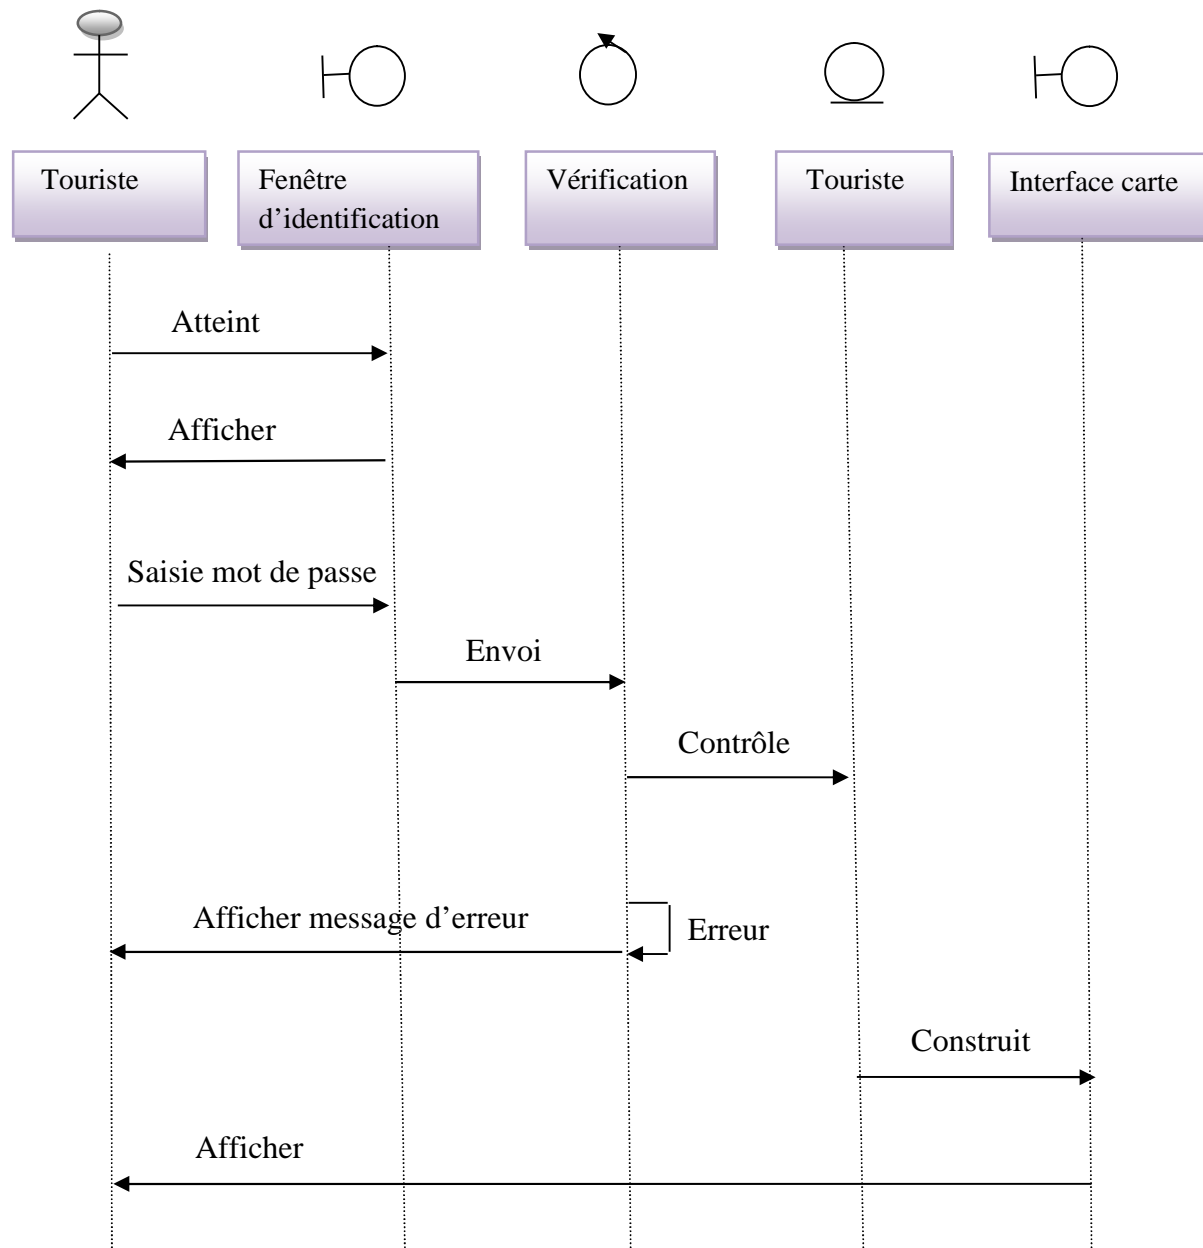 Touriste
Fenêtre
d’identification
Vérification
Touriste
Interface carte
Atteint
Afficher
Saisie mot de passe
Envoi
Contrôle
Afficher message d’erreur
Erreur
Construit
Afficher